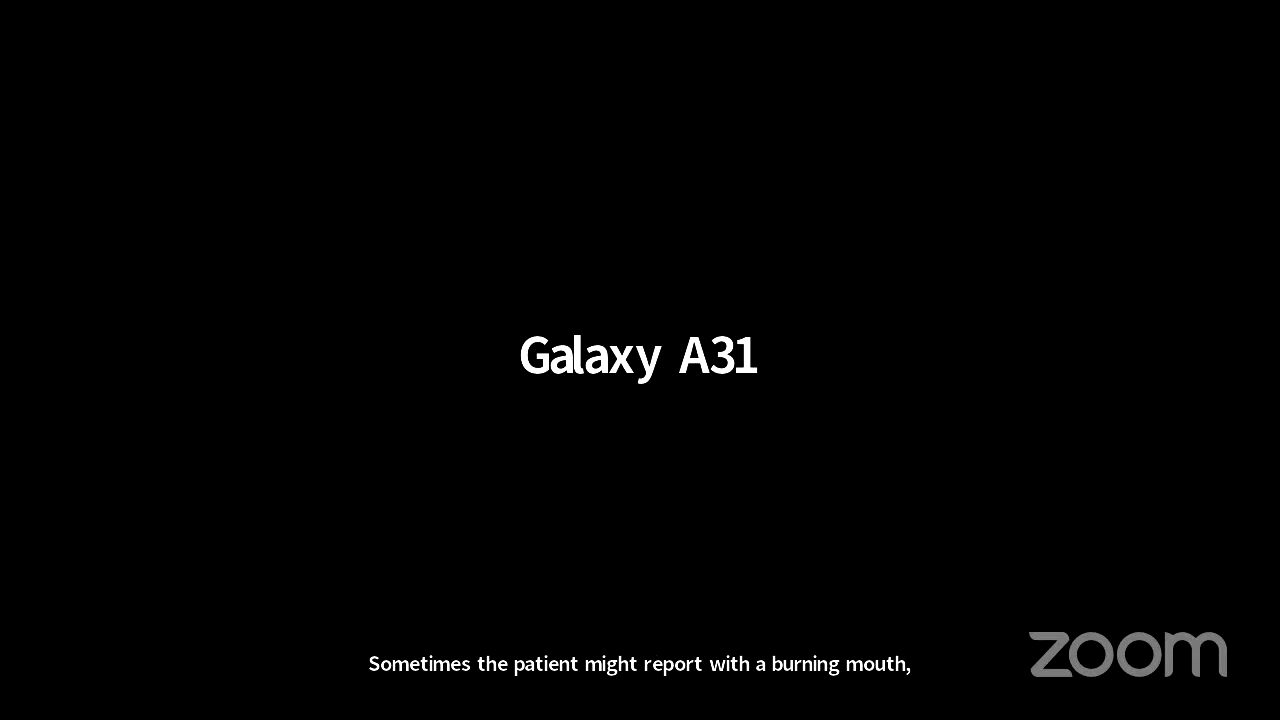 Galaxy A31
Sometimes the patient might report with a burning mouth,
zoom